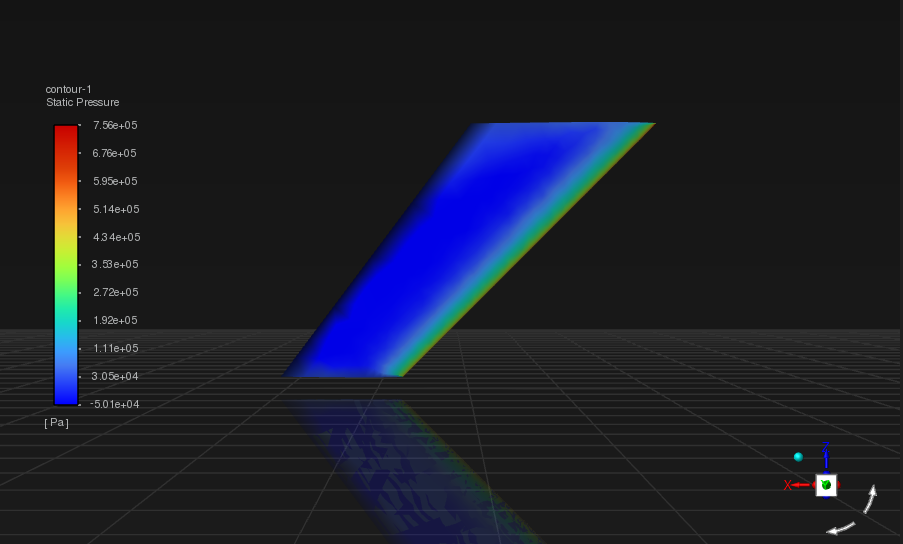 contour-1
Static Pressure
7.56e+05
6.76e+05
5.95e+05
5.14e+05
4.34e+05
3.53e+05
2.72e+05
1.92e+05
1.11e+05
3.05e+04
-5.01e+04
[ Pa ]
Z
X